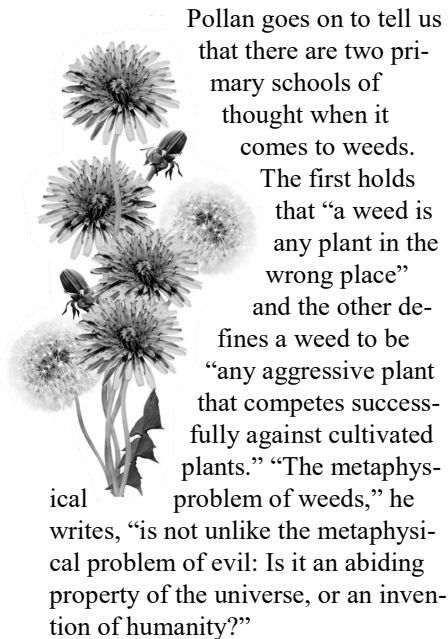 Pollan goes on to tell us
that there are two pri-
mary schools of
thought when it
comes to weeds.
The first holds
that “a weed is
any plant in the
wrong place”
and the other de-
fines a weed to be
“any aggressive plant
that competes success-
fully against cultivated
plants.” “The metaphys-
ical problem of weeds,” he
writes, “is not unlike the metaphysi-
cal problem of evil: Is it an abiding
property of the universe, or an inven-
tion of humanity?”